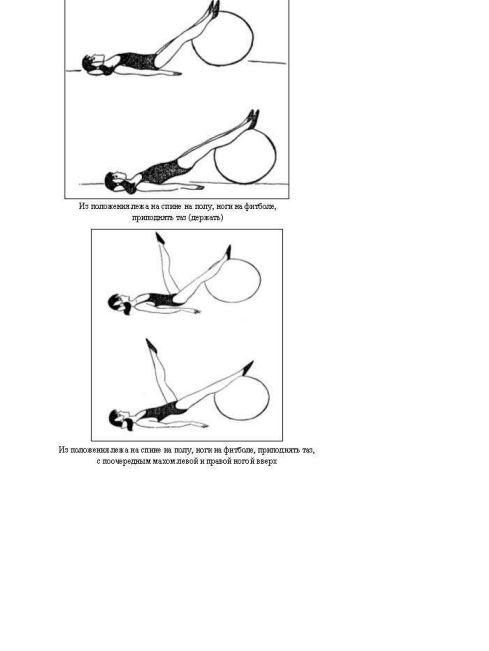 Из положения лежа на спине на полу, ноги на фитболе,
приподнять таз (держать)
Из положения лежа на спине на полу, ноги на фитболе, приподнять таз,
с поочередным махом левой и правой ногой вверх